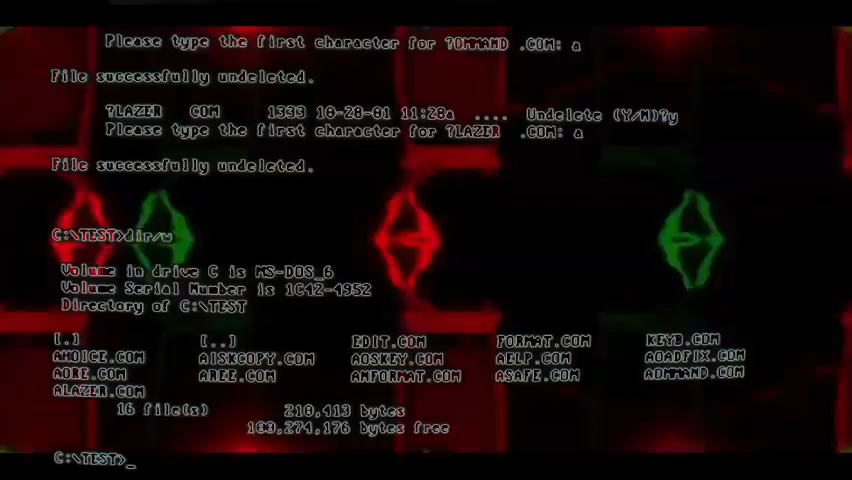 Please type the first character for ?OMMAND .COM: a
File successfully undeleted.
?LAZER COM 1333 10-28-01 11:28a .... Undelete (Y/N)?y
Please type the first character for ?LAZER .COM: a
File successfully undeleted.
C:\TEST>dir/w
Volume in drive C is MS-DOS_6
Volume Serial Number is 1C42-4952
Directory of C:\TEST
[.] [..] EDIT.COM FORMAT.COM KEYB.COM
AHOICE.COM AISKCOPY.COM AOSKEY.COM AELP.COM AOADFIX.COM
AORE.COM AREE.COM ANFORMAT.COM ASAFE.COM AOMMAND.COM
ALAZER.COM
16 file(s) 210,413 bytes
bytes free
C:\TEST>_